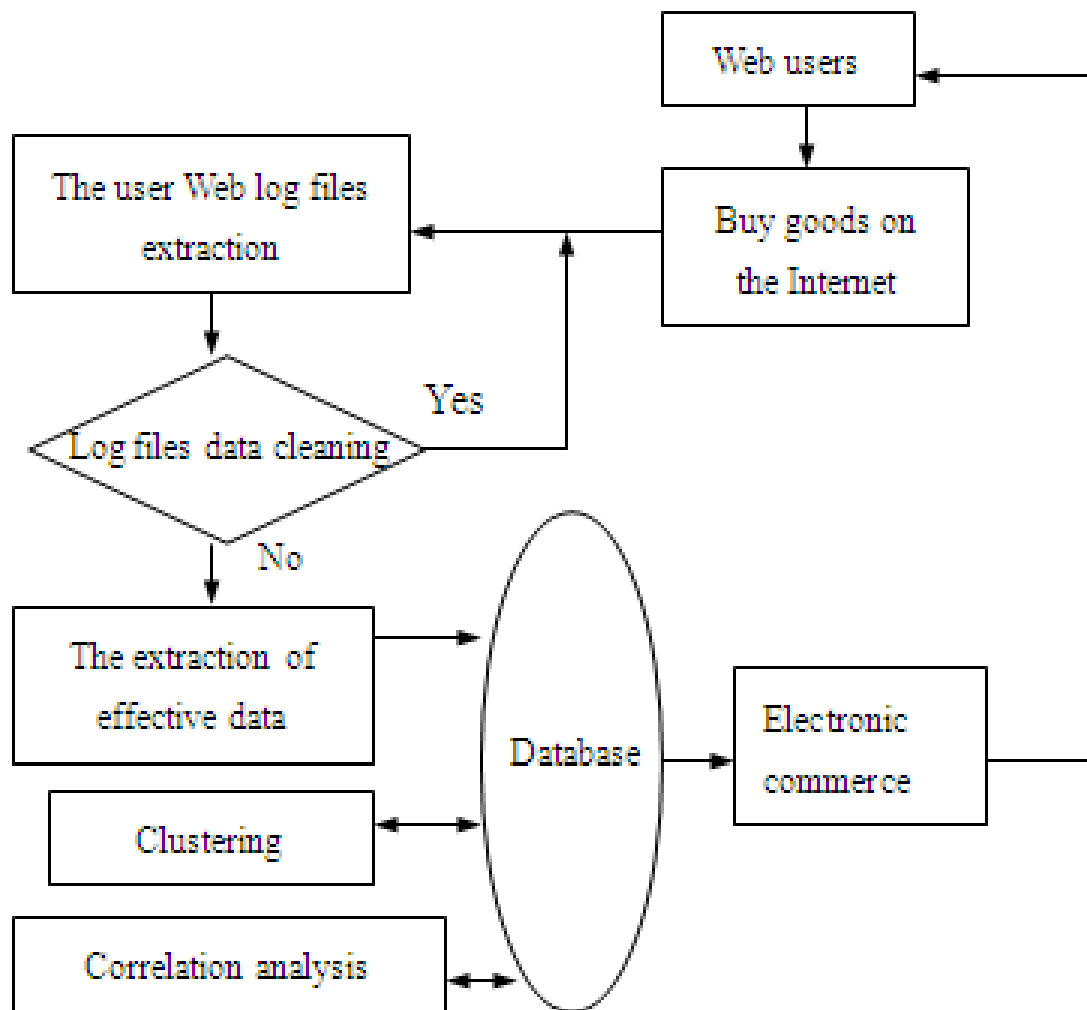 Web users
The user Web log files
extraction
Buy goods on
the Internet
Yes
Log files data cleaning
No
The extraction of
effective data
Database
Electronic
commerce
Clustering
Correlation analysis